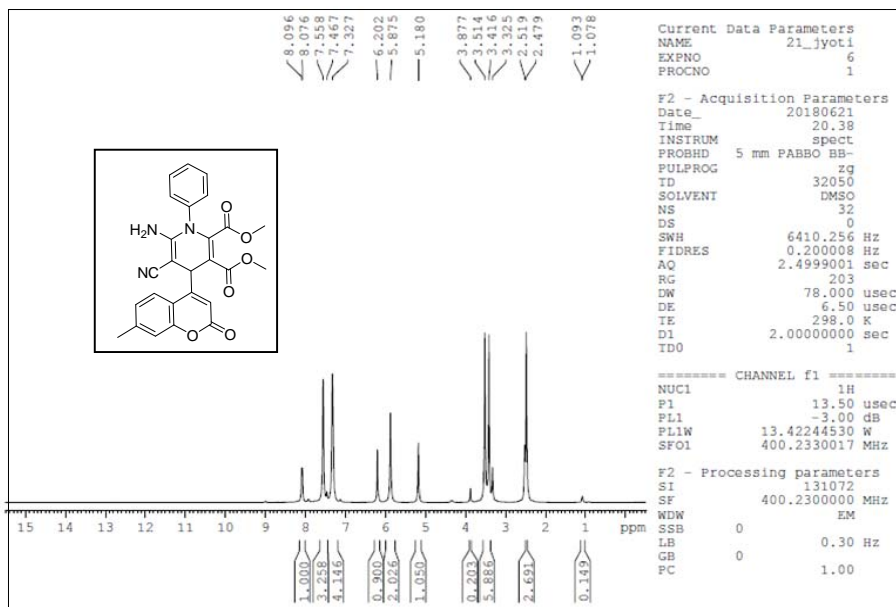 8.096
8.076
7.558
7.467
7.327
6.202
5.875
5.180
3.877
3.514
3.416
3.325
2.519
2.479
1.093
1.078
N
H2N
O
O
NC
O
O
O
O
15 14 13 12 11 10 9 8 7 6 5 4 3 2 1 ppm
1.000
3.258
4.146
0.900
2.026
1.050
0.203
5.886
2.691
0.149
Current Data Parameters
NAME 21_jyoti
EXPNO 6
PROCNO 1
F2 - Acquisition Parameters
Date_ 20180621
Time 20.38
INSTRUM spect
PROBHD 5 mm PABBO BB-
PULPROG zg
TD 32050
SOLVENT DMSO
NS 32
DS 0
SWH 6410.256 Hz
FIDRES 0.200008 Hz
AQ 2.4999001 sec
RG 203
DW 78.000 usec
DE 6.50 usec
TE 298.0 K
D1 2.00000000 sec
TD0 1
======== CHANNEL f1 ========
NUC1 1H
P1 13.50 usec
PL1 -3.00 dB
PL1W 13.42244530 W
SFO1 400.2330017 MHz
F2 - Processing parameters
SI 131072
SF 400.2300000 MHz
WDW EM
SSB 0
LB 0.30 Hz
GB 0
PC 1.00